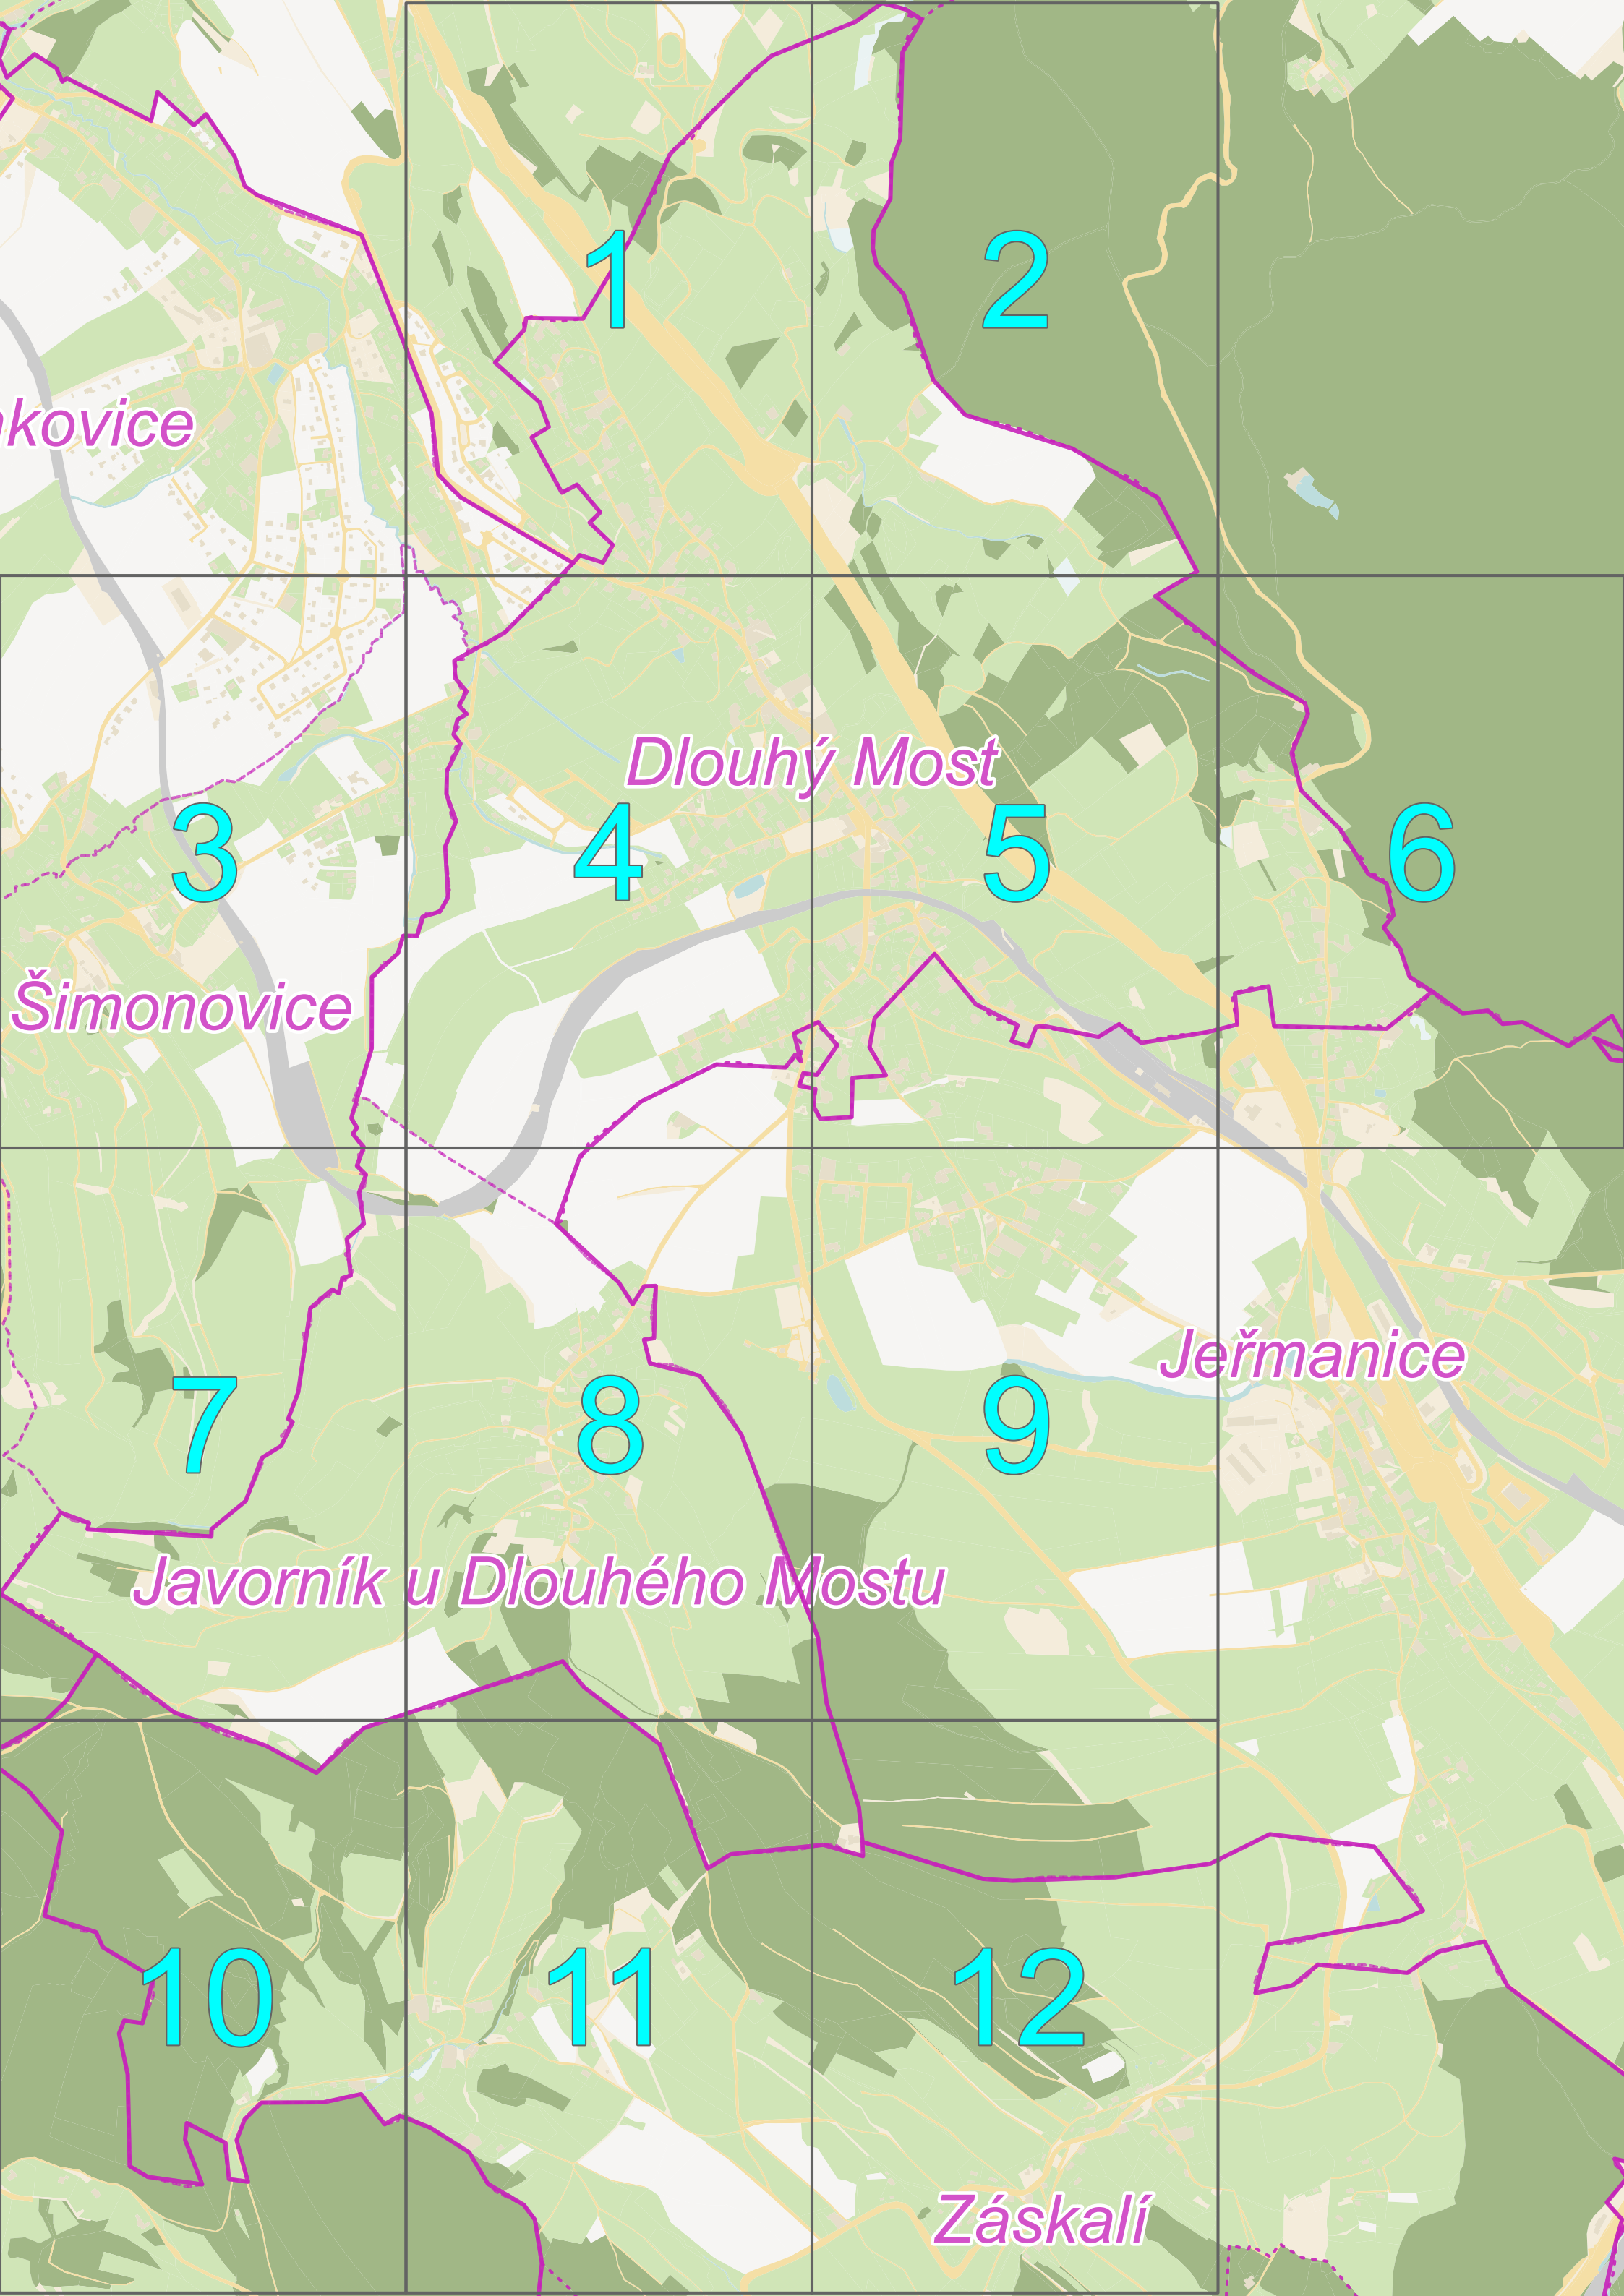 1
2
nkovice
Dlouhý Most
3
4
5
6
Šimonovice
Jeřmanice
7
8
9
Javorník u Dlouhého Mostu
10
11
12
Záskalí